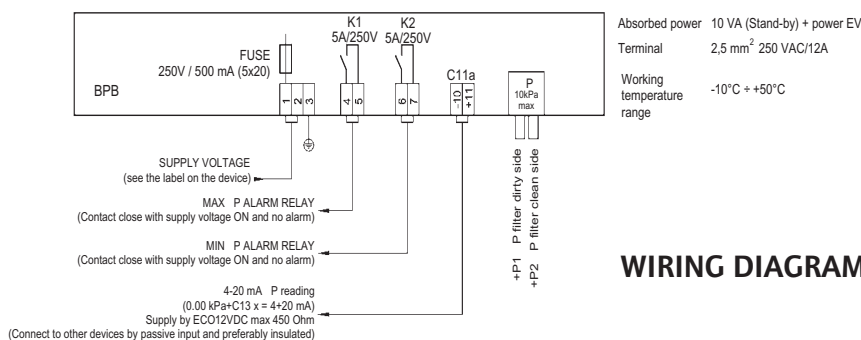 K1
5A/250V
K2
5A/250V
FUSE
250V / 500 mA (5x20)
C11a
BPB
1
2
3
4
5
6
7
-10
+11
P
10kPa
max
Absorbed power 10 VA (Stand-by) + power EV
Terminal 2,5 mm² 250 VAC/12A
Working
temperature
range
-10°C ÷ +50°C
SUPPLY VOLTAGE
(see the label on the device)
MAX P ALARM RELAY
(Contact close with supply voltage ON and no alarm)
MIN P ALARM RELAY
(Contact close with supply voltage ON and no alarm)
4-20 mA P reading
(0.00 kPa+C13 x = 4+20 mA)
Supply by ECO12VDC max 450 Ohm
(Connect to other devices by passive input and preferably insulated)
+P1 P filter dirty side
+P2 P filter clean side
WIRING DIAGRAM